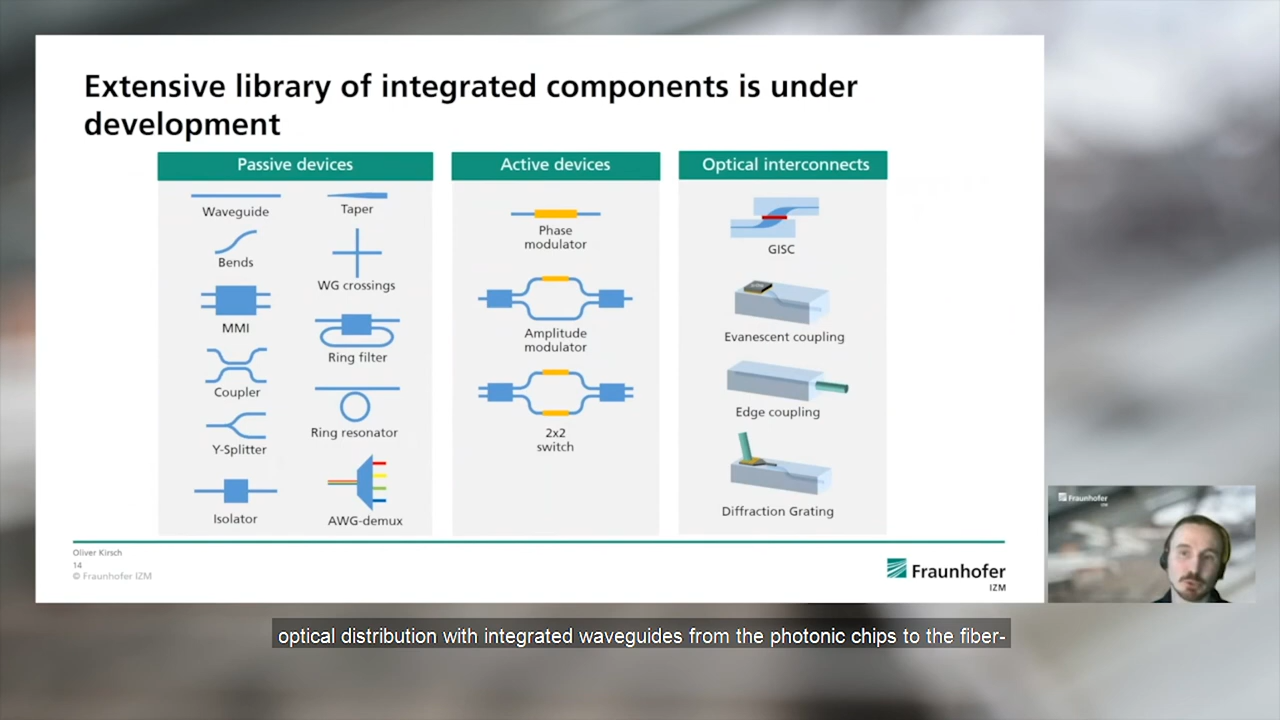 Extensive library of integrated components is under
development
Passive devices
Waveguide
Bends
MMI
Coupler
Y-Splitter
Isolator
Taper
WG crossings
Ring filter
Ring resonator
AWG-demux
Active devices
Phase
modulator
Amplitude
modulator
2x2
switch
Optical interconnects
GISC
Evanescent coupling
Edge coupling
Diffraction Grating
Oliver Kirsch
14
© Fraunhofer IZM
Fraunhofer
IZM
Fraunhofer
IZM
optical distribution with integrated waveguides from the photonic chips to the fiber-